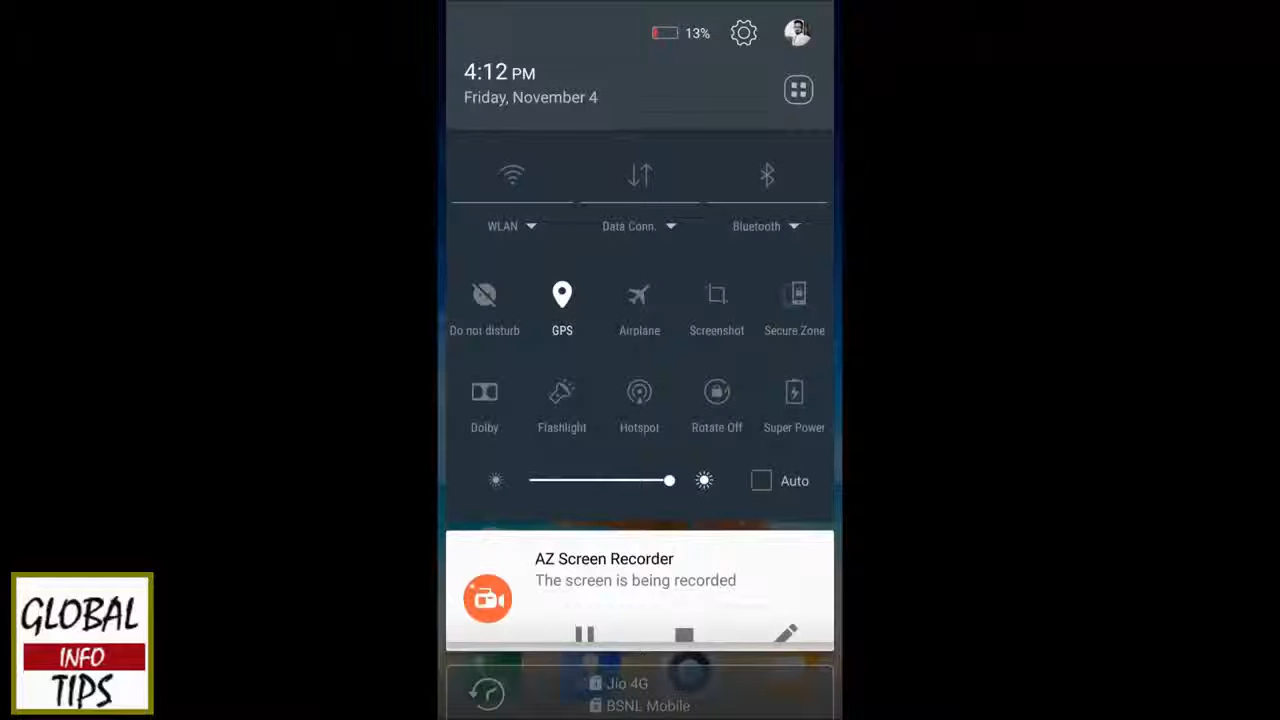 13%
4:12 PM
Friday, November 4
WLAN Data Conn. Bluetooth
Do not disturb GPS Airplane Screenshot Secure Zone
Dolby Flashlight Hotspot Rotate Off Super Power
Auto
AZ Screen Recorder
The screen is being recorded
Jio 4G
BSNL Mobile
GLOBAL
INFO
TIPS